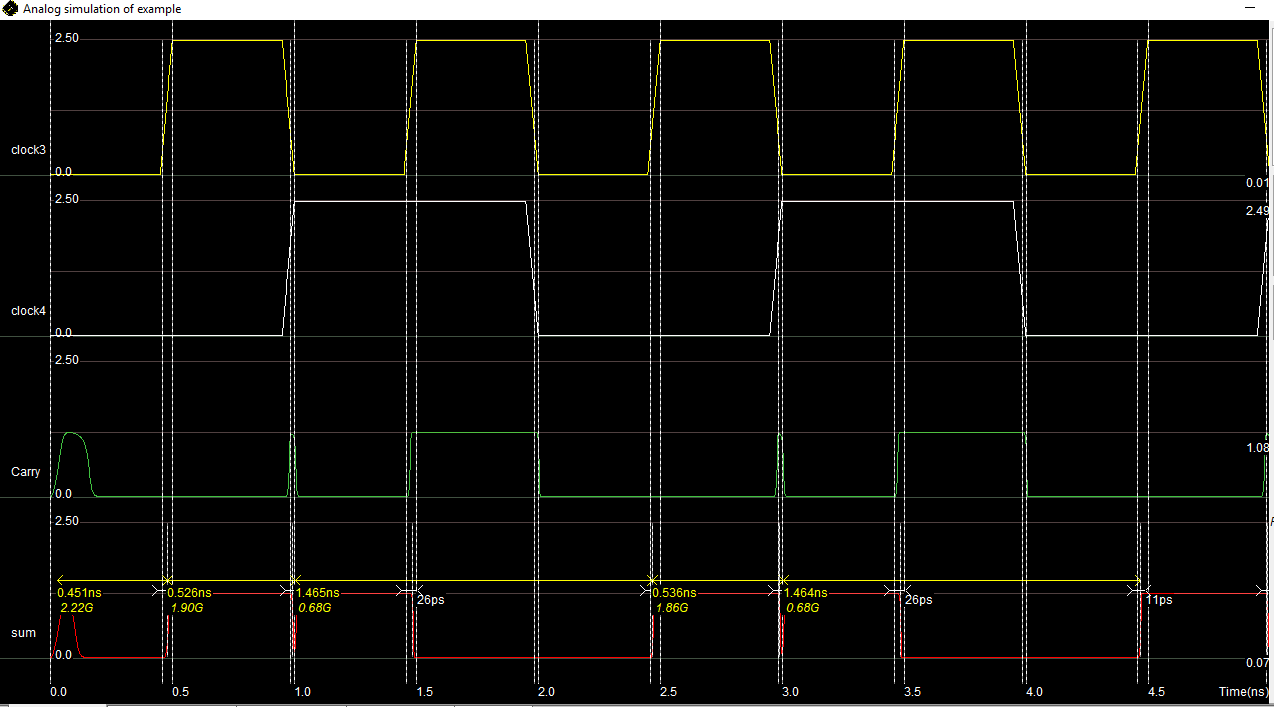 Analog simulation of example
2.50
clock3
0.0
0.01
2.50
2.49
clock4
0.0
2.50
1.08
Carry
0.0
2.50
0.451ns 0.526ns 1.465ns 0.536ns 1.464ns
26ps 26ps 11ps
2.22G 1.90G 0.68G 1.86G 0.68G
sum
0.0
0.07
0.0 0.5 1.0 1.5 2.0 2.5 3.0 3.5 4.0 4.5 Time(ns)